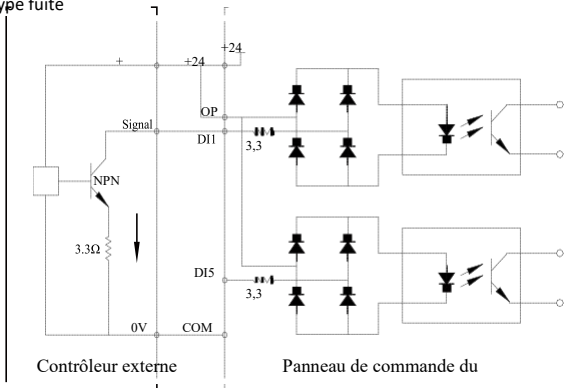 ype fuite
+24
+ +24
OP
Signal
DI1
3,3
NPN
3.3Ω
DI5
3,3
0V COM
Contrôleur externe Panneau de commande du